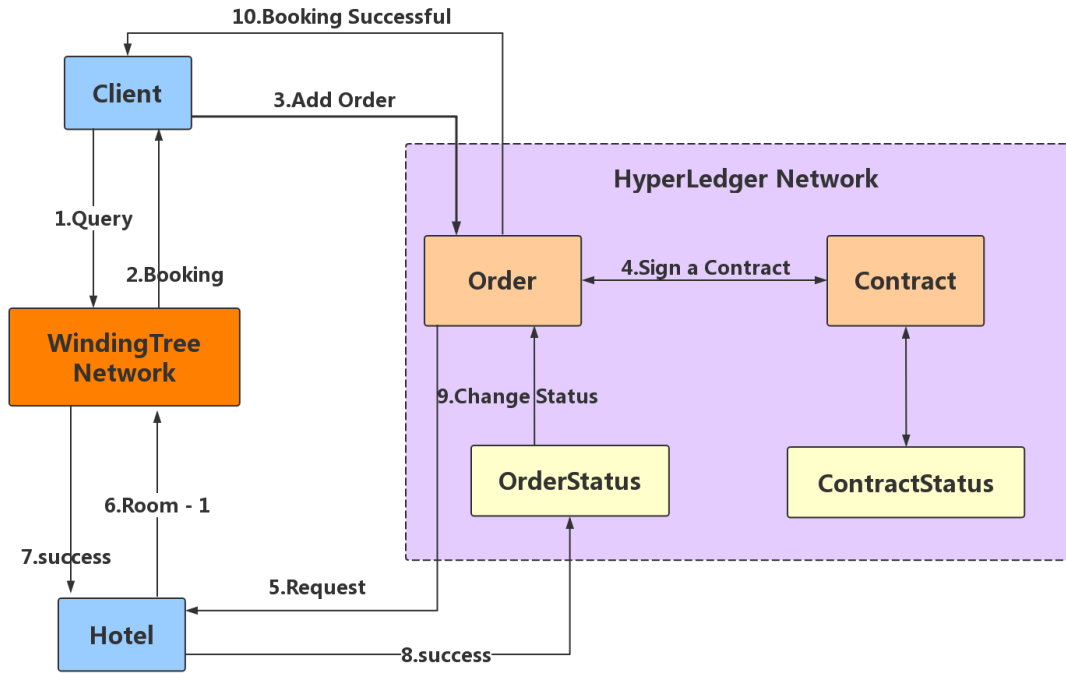 10.Booking Successful
Client
3.Add Order
HyperLedger Network
1.Query
2.Booking
Order
4.Sign a Contract
Contract
WindingTree
Network
9.Change Status
OrderStatus
ContractStatus
6.Room - 1
7.success
5.Request
Hotel
8.success